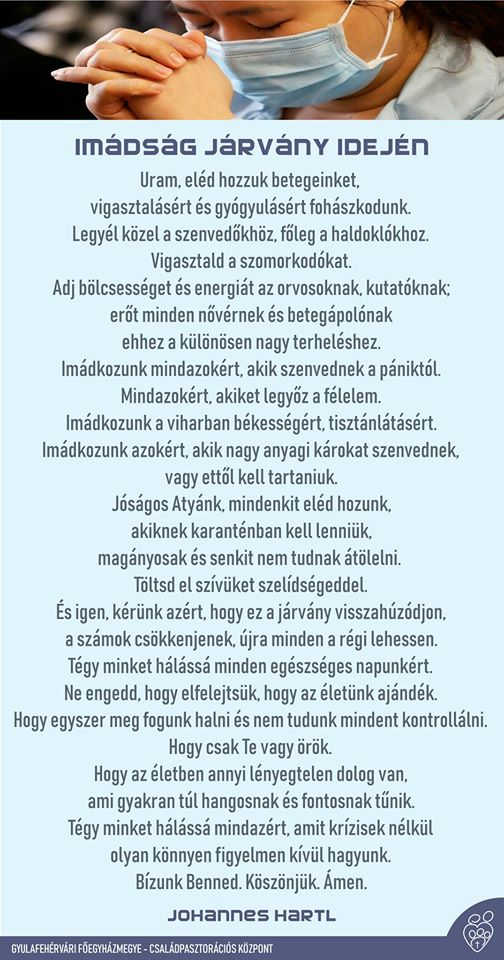 IMÁDSÁG JÁRVÁNY IDEJÉN
Uram, eléd hozzuk betegeinket,
vigasztalásért és gyógyulásért fohászkodunk.
Legyél közel a szenvedőkhöz, főleg a haldoklókhoz.
Vigasztald a szomorkodókat.
Adj bölcsességet és energiát az orvosoknak, kutatóknak;
erőt minden nővérnek és betegápolónak
ehhez a különösen nagy terheléshez.
Imádkozunk mindazokért, akik szenvednek a pániktól.
Mindazokért, akiket legyőz a félelem.
Imádkozunk a viharban békességért, tisztánlátásért.
Imádkozunk azokért, akik nagy anyagi károkat szenvednek,
vagy ettől kell tartaniuk.
Jóságos Atyánk, mindenkit eléd hozunk,
akiknek karanténban kell lenniük,
magányosak és senkit nem tudnak átölelni.
Töltsd el szívüket szelídségeddel.
És igen, kérünk azért, hogy ez a járvány visszahúzódjon,
a számok csökkenjenek, újra minden a régi lehessen.
Tégy minket hálássá minden egészséges napunkért.
Ne engedd, hogy elfelejtsük, hogy az életünk ajándék.
Hogy egyszer meg fogunk halni és nem tudunk mindent kontrollálni.
Hogy csak Te vagy örök.
Hogy az életben annyi lényegtelen dolog van,
ami gyakran túl hangosnak és fontosnak tűnik.
Tégy minket hálássá mindazért, amit krízisek nélkül
olyan könnyen figyelmen kívül hagyunk.
Bízunk Benned. Köszönjük. Ámen.
JOHANNES HARTL
GYULAFEHÉRVÁRI FŐEGYHÁZMEGYE - CSALÁDPASZTORÁCIÓS KÖZPONT